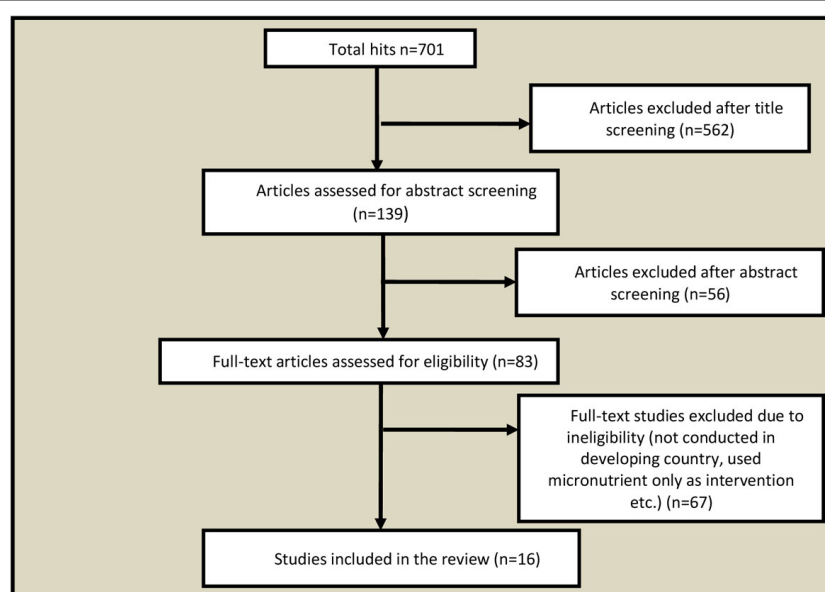 Total hits n=701
Articles excluded after title
screening (n=562)
Articles assessed for abstract screening
(n=139)
Articles excluded after abstract
screening (n=56)
Full-text articles assessed for eligibility (n=83)
Full-text studies excluded due to
ineligibility (not conducted in
developing country, used
micronutrient only as intervention
etc.) (n=67)
Studies included in the review (n=16)